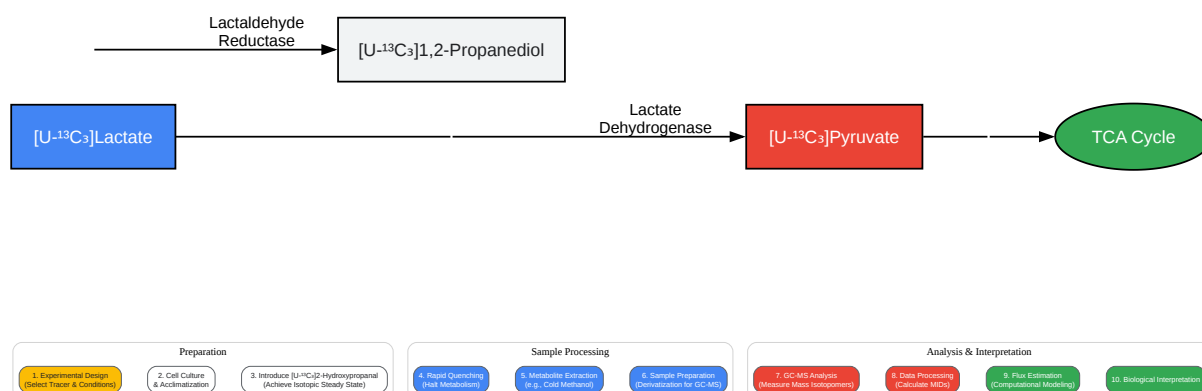 Lactaldehyde
Reductase
[U-¹³C₃]1,2-Propanediol
[U-¹³C₃]Lactate
Lactate
Dehydrogenase
[U-¹³C₃]Pyruvate
TCA Cycle
Preparation
1. Experimental Design
(Select Tracer & Conditions)
2. Cell Culture
& Acclimatization
3. Introduce [U-¹³C₃]2-Hydroxypropanal
(Achieve Isotopic Steady State)
Sample Processing
4. Rapid Quenching
(Halt Metabolism)
5. Metabolite Extraction
(e.g., Cold Methanol)
6. Sample Preparation
(Derivatization for GC-MS)
Analysis & Interpretation
7. GC-MS Analysis
(Measure Mass Isotopomers)
8. Data Processing
(Calculate MIDs)
9. Flux Estimation
(Computational Modeling)
10. Biological Interpretation